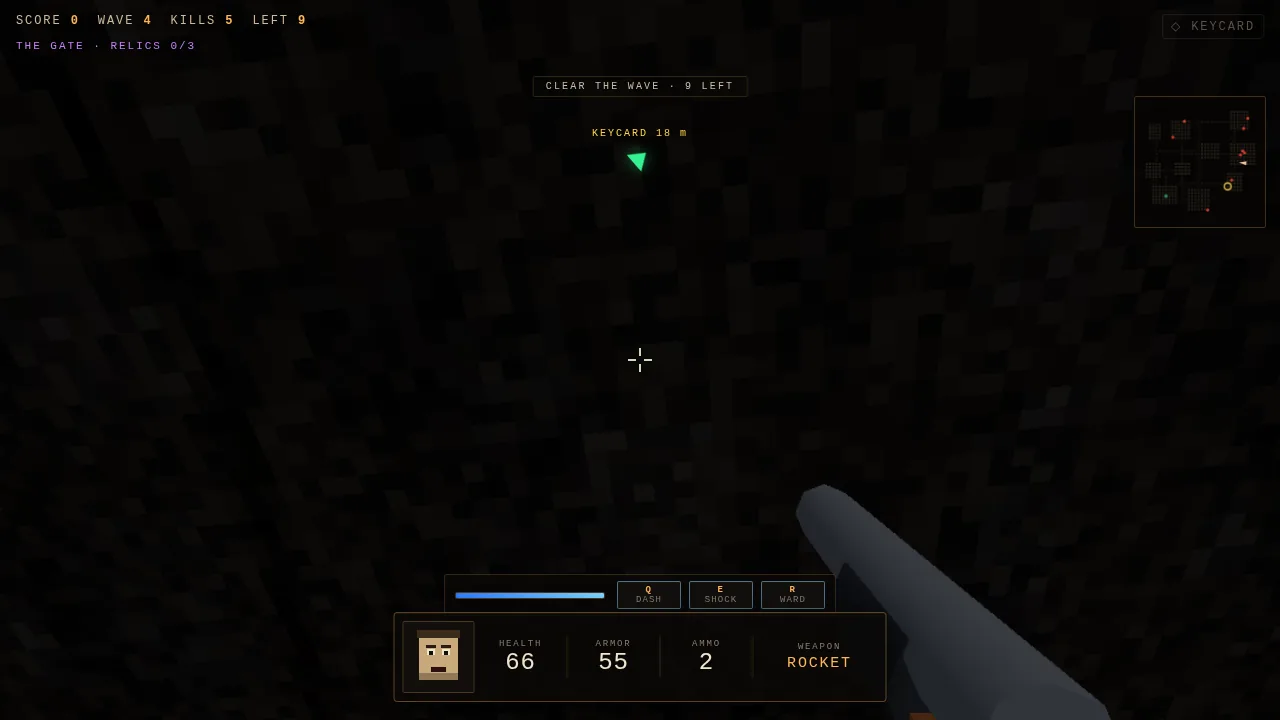 SCORE 0 WAVE 4 KILLS 5 LEFT 9
◇ KEYCARD
THE GATE · RELICS 0/3
CLEAR THE WAVE · 9 LEFT
KEYCARD 18 m
Q DASH
E SHOCK
R WARD
HEALTH 66
ARMOR 55
AMMO 2
WEAPON ROCKET